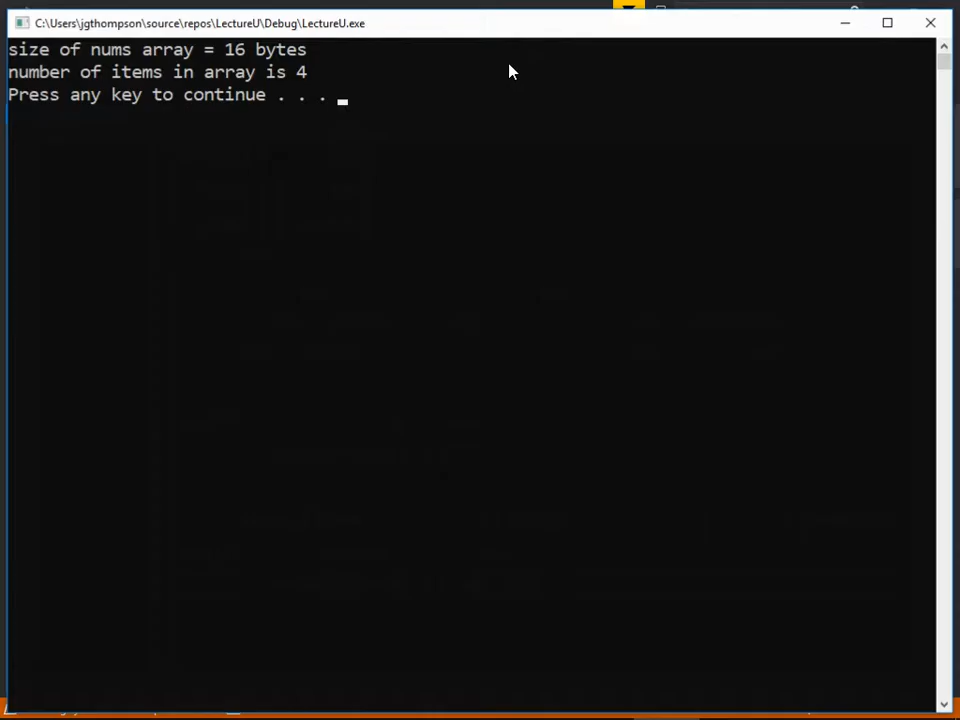 C:\Users\jgthompson\source\repos\LectureU\Debug\LectureU.exe
size of nums array = 16 bytes
number of items in array is 4
Press any key to continue . . .